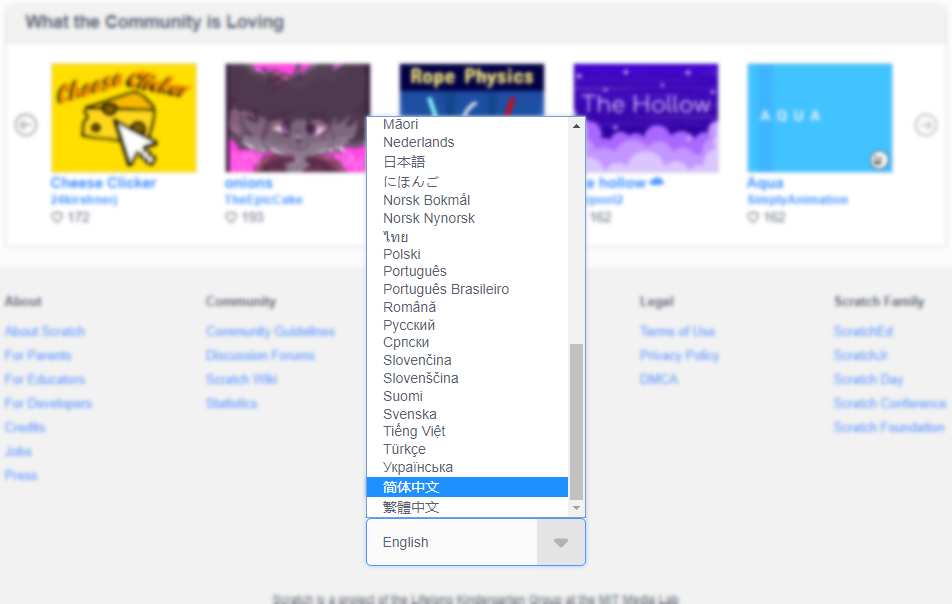 What the Community is Loving
Cheese Clicker
Rope Physics
The Hollow
AQUA
Cheese Clicker
24kirshnerj
172
onions
TheEpicCake
193
e hollow
pool2
162
Aqua
SimplyAnimation
162
Māori
Nederlands
日本語
にほんご
Norsk Bokmål
Norsk Nynorsk
ไทย
Polski
Português
Português Brasileiro
Română
Русский
Српски
Slovenčina
Slovenščina
Suomi
Svenska
Tiếng Việt
Türkçe
Українська
简体中文
繁體中文
English
About
About Scratch
For Parents
For Educators
For Developers
Credits
Jobs
Press
Community
Community Guidelines
Discussion Forums
Scratch Wiki
Statistics
Legal
Terms of Use
Privacy Policy
DMCA
Scratch Family
ScratchEd
ScratchJr
Scratch Day
Scratch Conference
Scratch Foundation
Scratch is a project of the Lifelong Kindergarten Group at the MIT Media Lab